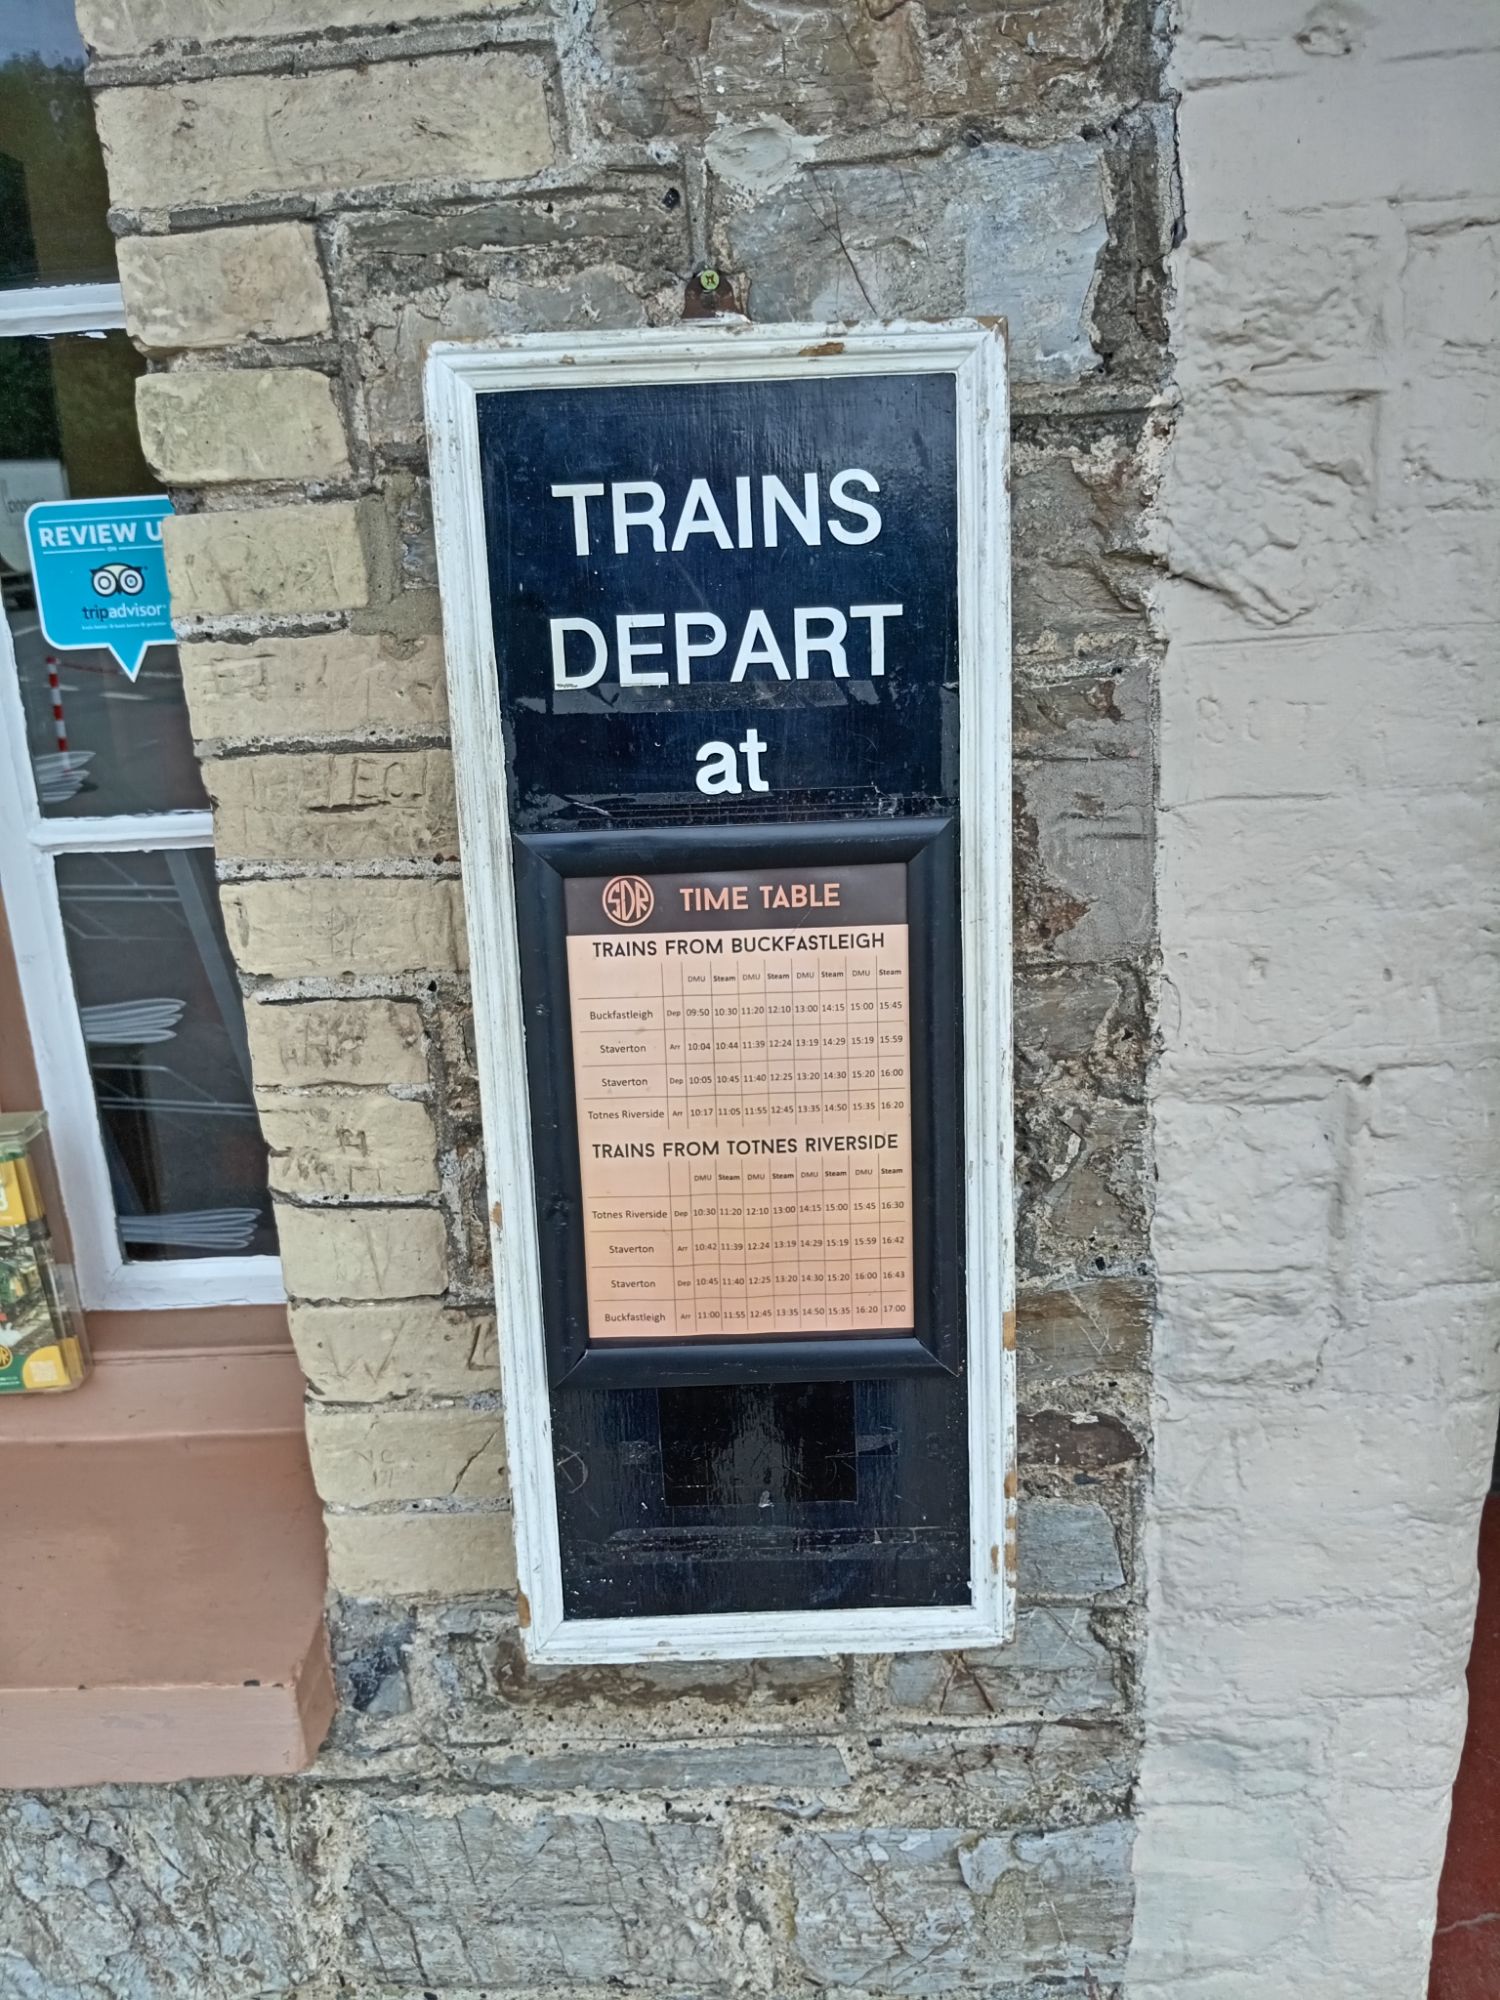 REVIEW U
ON
tripadvisor
TRAINS
DEPART
at
SDR TIME TABLE
TRAINS FROM BUCKFASTLEIGH
DMU Steam DMU Steam DMU Steam DMU Steam
Buckfastleigh Dep 09:50 10:30 11:20 12:10 13:00 14:15 15:00 15:45
Staverton Arr 10:04 10:44 11:39 12:24 13:19 14:29 15:19 15:59
Staverton Dep 10:05 10:45 11:40 12:25 13:20 14:30 15:20 16:00
Totnes Riverside Arr 10:17 11:05 11:55 12:45 13:35 14:50 15:35 16:20
TRAINS FROM TOTNES RIVERSIDE
DMU Steam DMU Steam DMU Steam DMU Steam
Totnes Riverside Dep 10:30 11:20 12:10 13:00 14:15 15:00 15:45 16:30
Staverton Arr 10:42 11:39 12:24 13:19 14:29 15:19 15:59 16:42
Staverton Dep 10:45 11:40 12:25 13:20 14:30 15:20 16:00 16:43
Buckfastleigh Arr 11:00 11:55 12:45 13:35 14:50 15:35 16:20 17:00